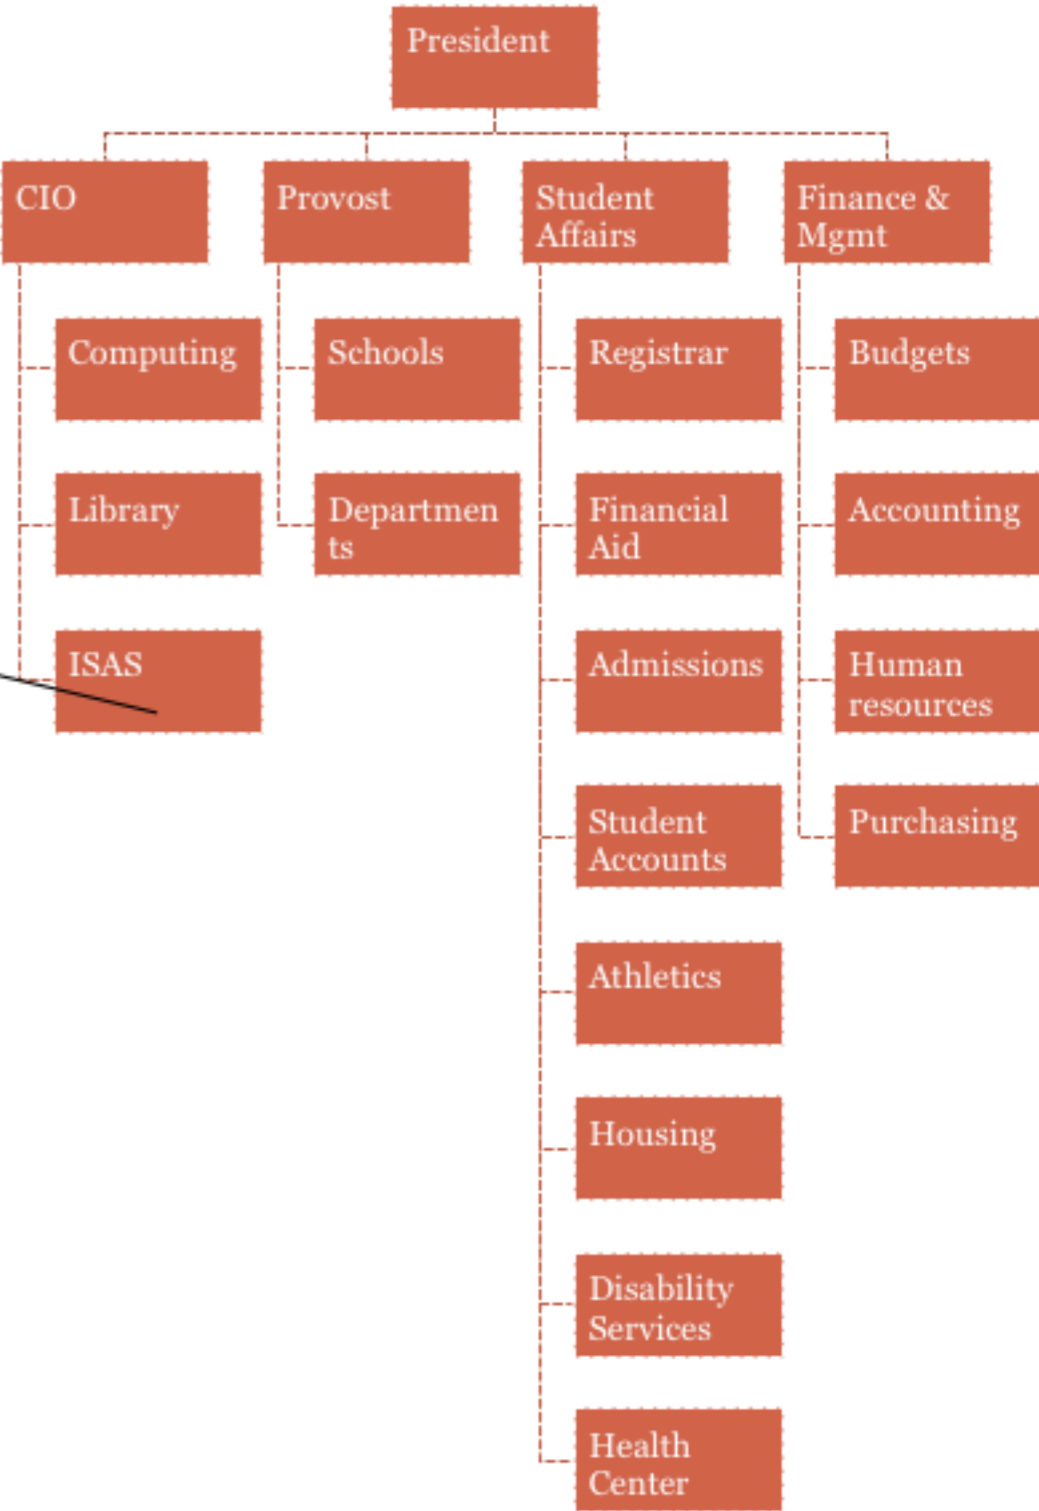 President
CIO
Provost
Student
Affairs
Finance &
Mgmt
Computing
Schools
Registrar
Budgets
Library
Departmen
ts
Financial
Aid
Accounting
ISAS
Admissions
Human
resources
Student
Accounts
Purchasing
Athletics
Housing
Disability
Services
Health
Center